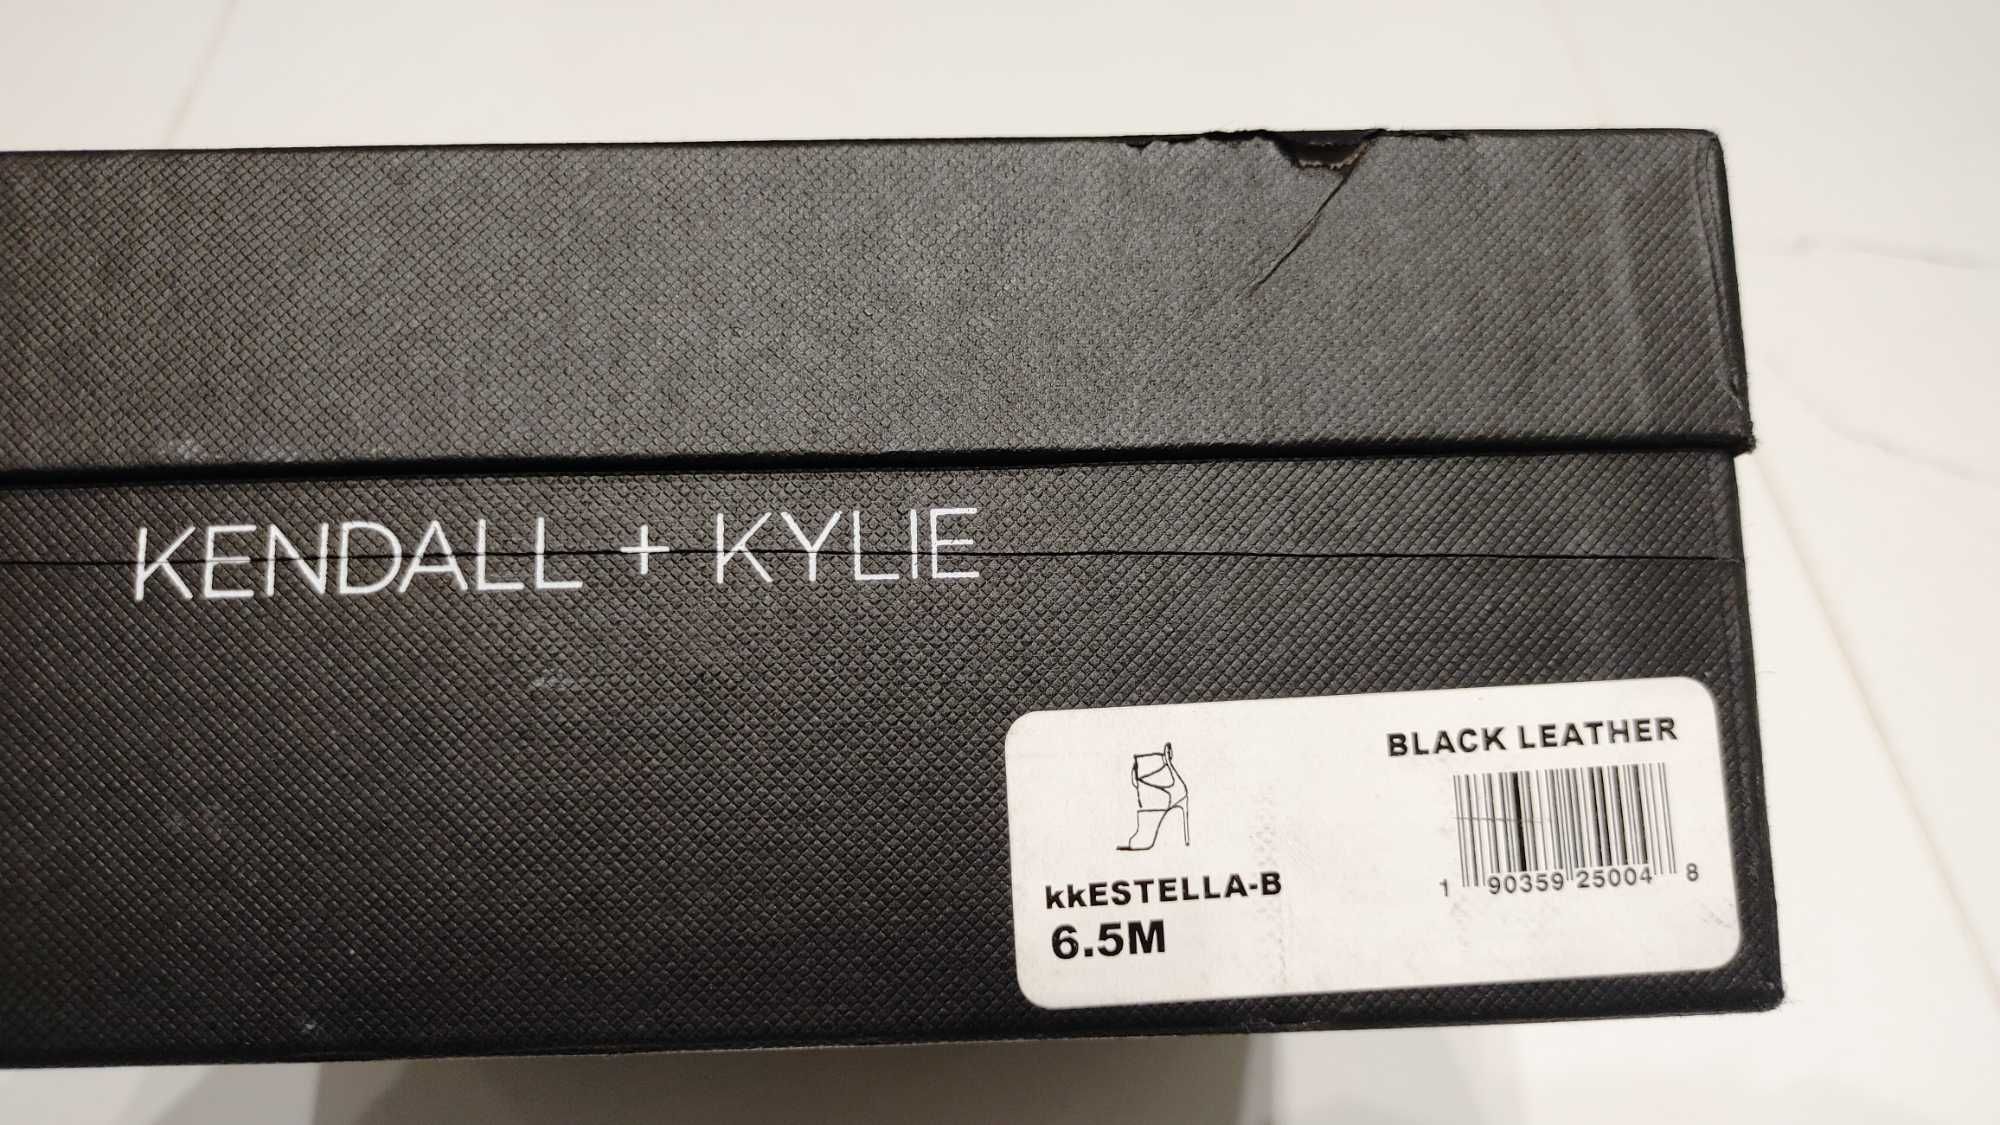 KENDALL + KYLIE
BLACK LEATHER
kkESTELLA-B
6.5M
1 90359 25004 8